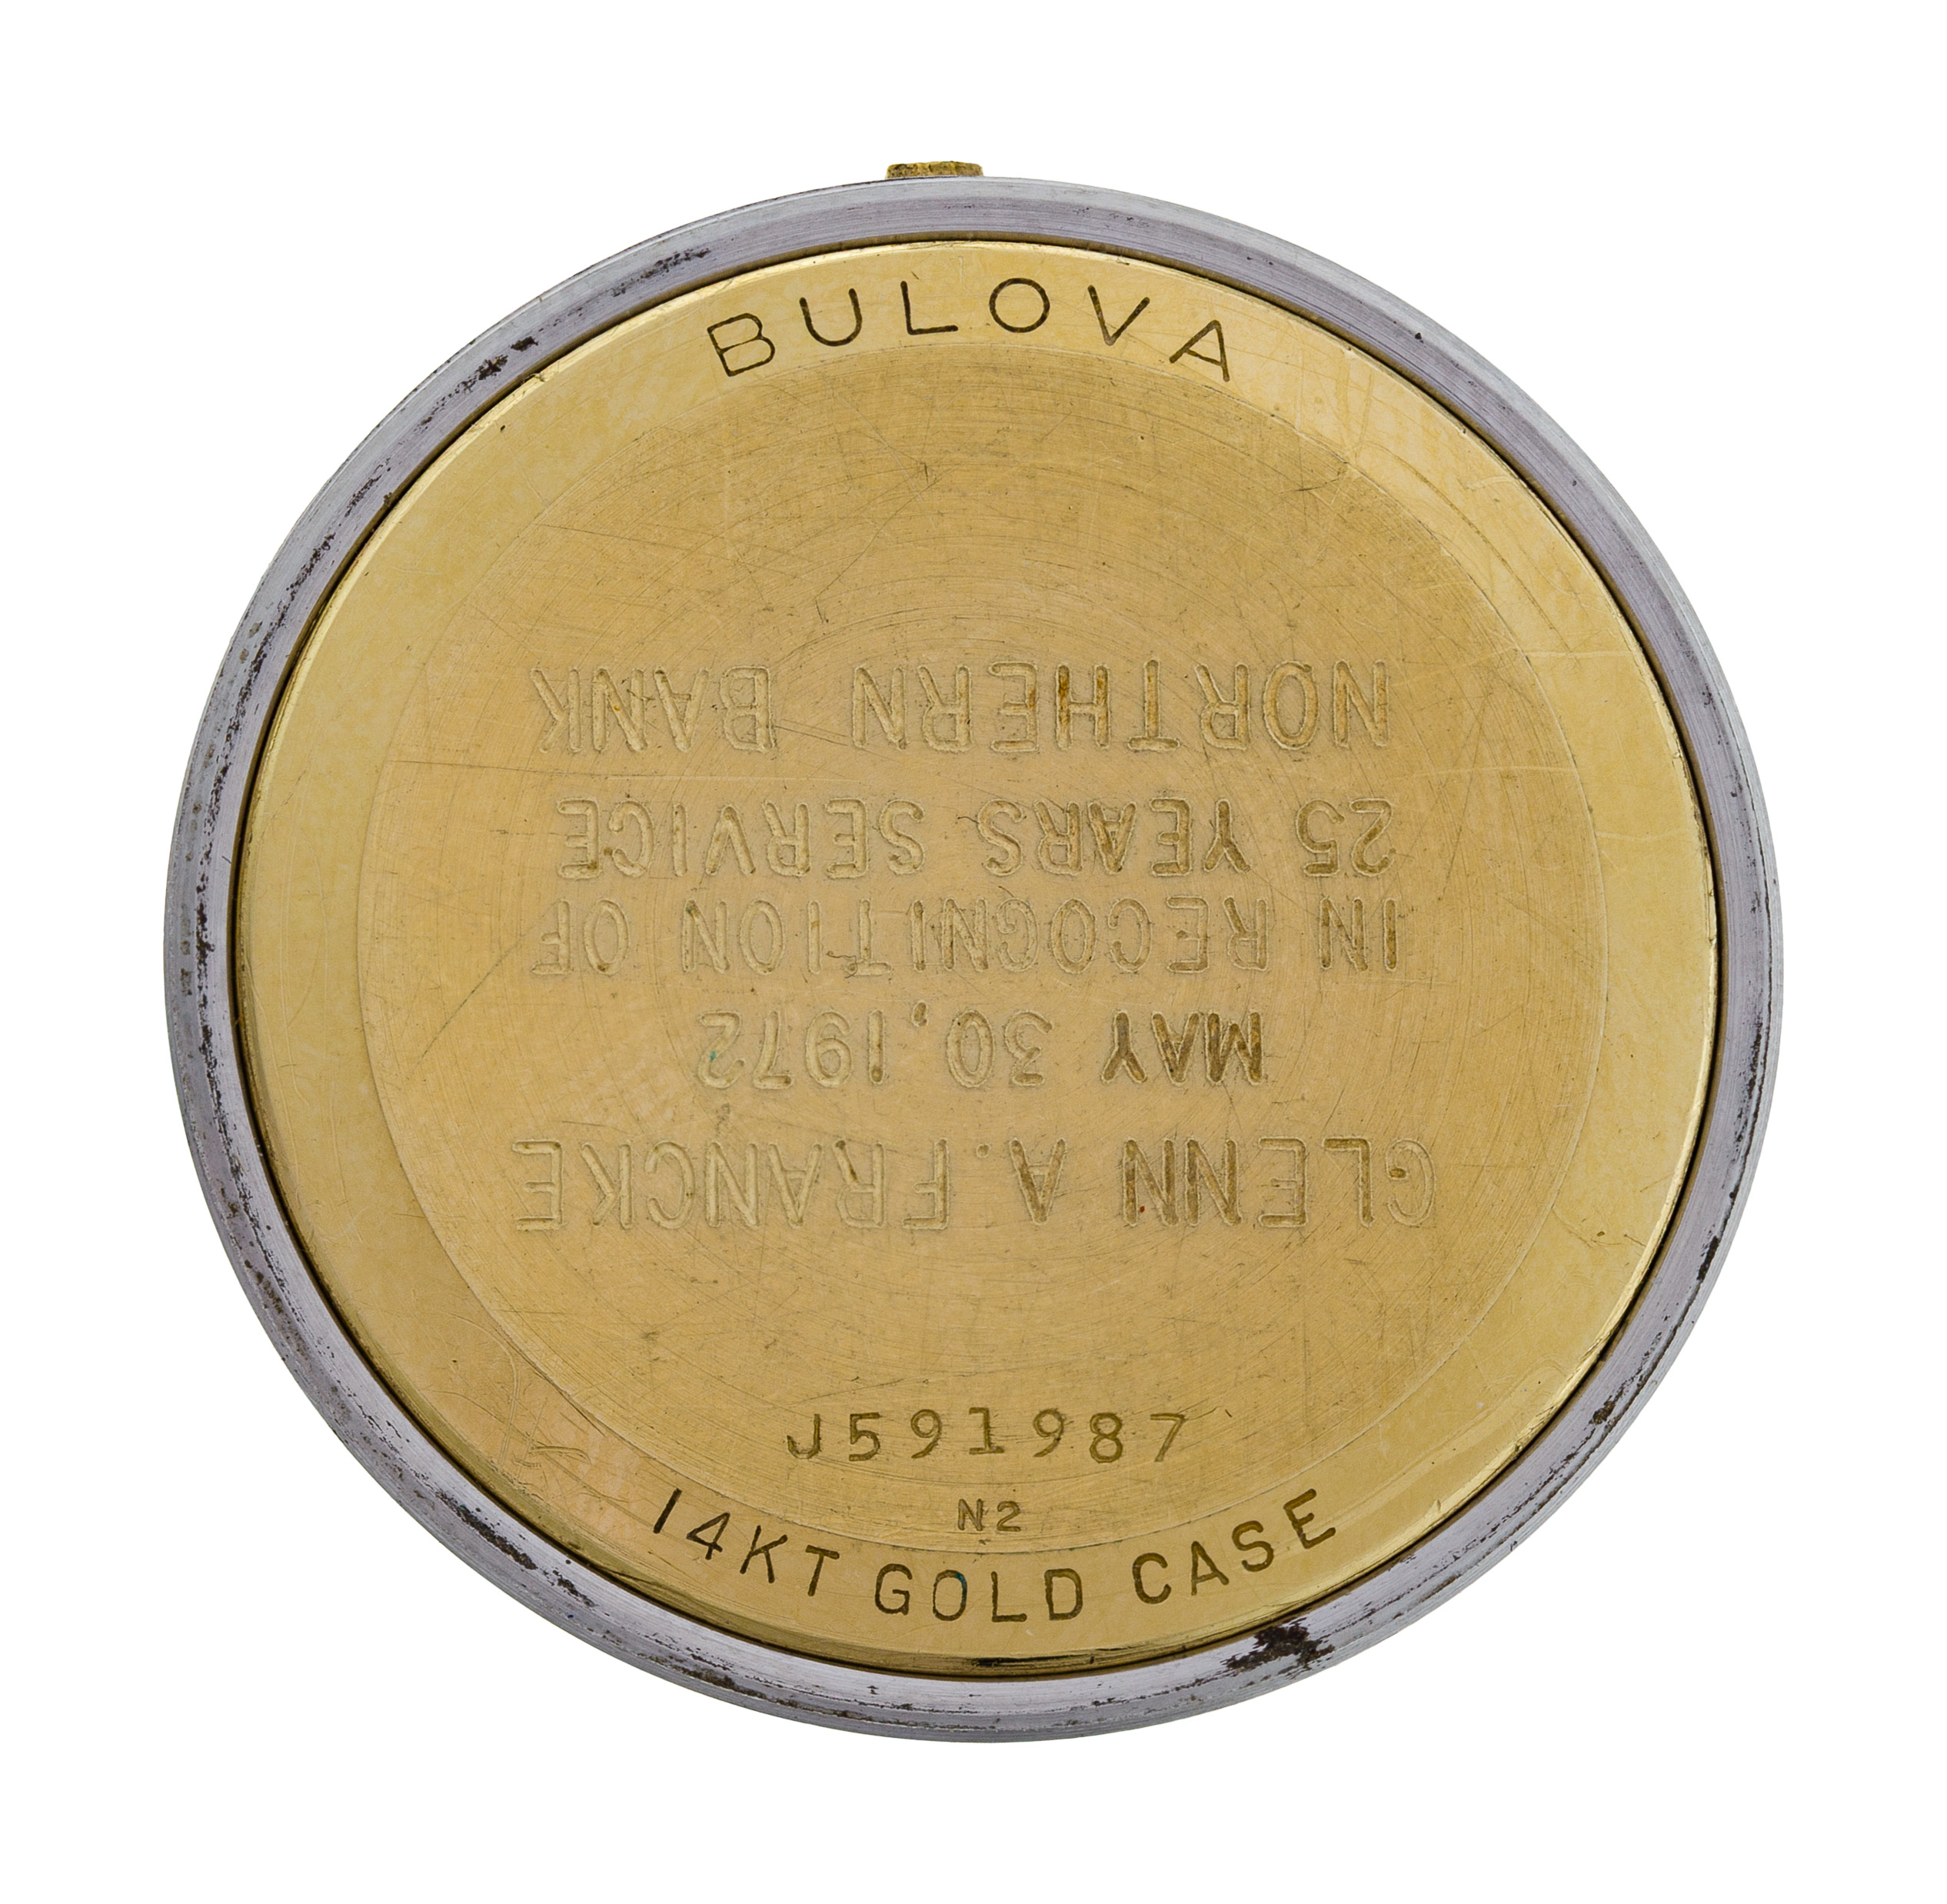 BULOVA
GLENN A. FRANCKE
MAY 30, 1972
IN RECOGNITION OF
25 YEARS SERVICE
NORTHERN BANK
J591987
N2
14KT GOLD CASE